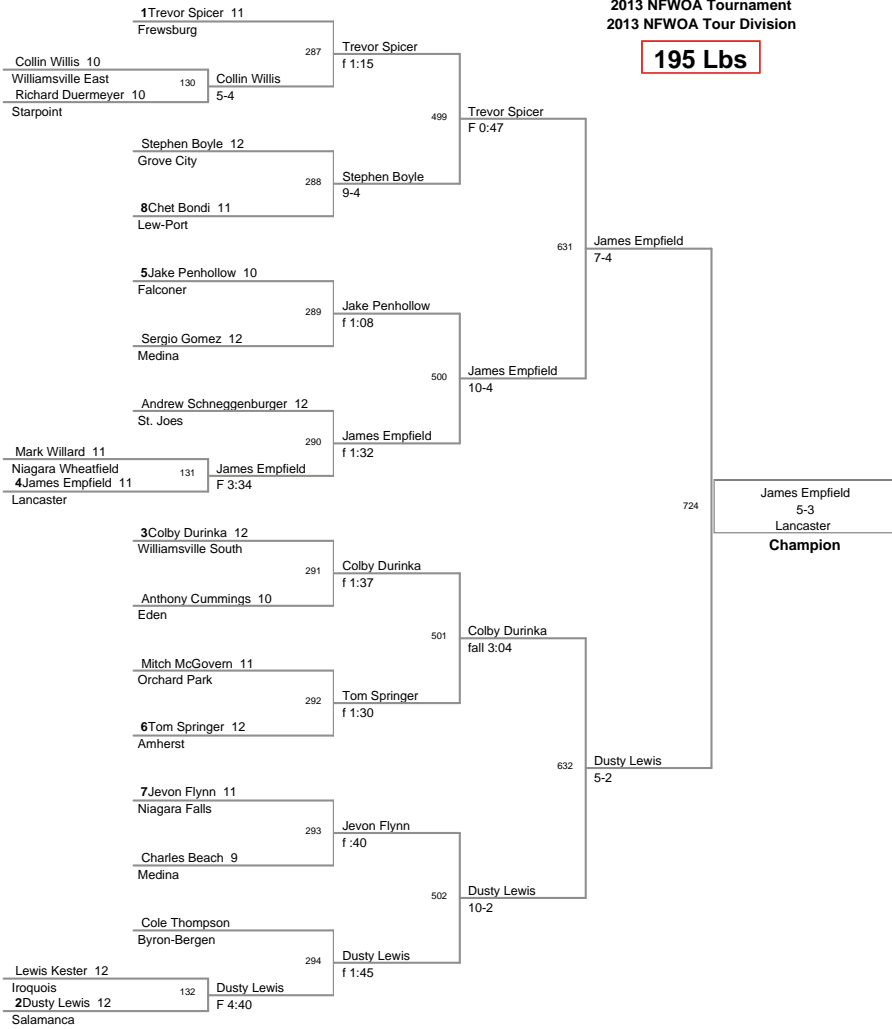 2013 NFWOA Tournament
2013 NFWOA Tour Division
195 Lbs
1Trevor Spicer 11
Frewsburg
287
Trevor Spicer
f 1:15
Collin Willis 10
Williamsville East
130
Collin Willis
5-4
Richard Duermeyer 10
Starpoint
499
Trevor Spicer
F 0:47
Stephen Boyle 12
Grove City
288
Stephen Boyle
9-4
8Chet Bondi 11
Lew-Port
631
James Empfield
7-4
5Jake Penhollow 10
Falconer
289
Jake Penhollow
f 1:08
Sergio Gomez 12
Medina
500
James Empfield
10-4
Andrew Schneggenburger 12
St. Joes
290
James Empfield
f 1:32
Mark Willard 11
Niagara Wheatfield
131
James Empfield
F 3:34
4James Empfield 11
Lancaster
724
James Empfield
5-3
Lancaster
Champion
3Colby Durinka 12
Williamsville South
291
Colby Durinka
f 1:37
Anthony Cummings 10
Eden
501
Colby Durinka
fall 3:04
Mitch McGovern 11
Orchard Park
292
Tom Springer
f 1:30
6Tom Springer 12
Amherst
632
Dusty Lewis
5-2
7Jevon Flynn 11
Niagara Falls
293
Jevon Flynn
f :40
Charles Beach 9
Medina
502
Dusty Lewis
10-2
Cole Thompson
Byron-Bergen
294
Dusty Lewis
f 1:45
Lewis Kester 12
Iroquois
132
Dusty Lewis
F 4:40
2Dusty Lewis 12
Salamanca